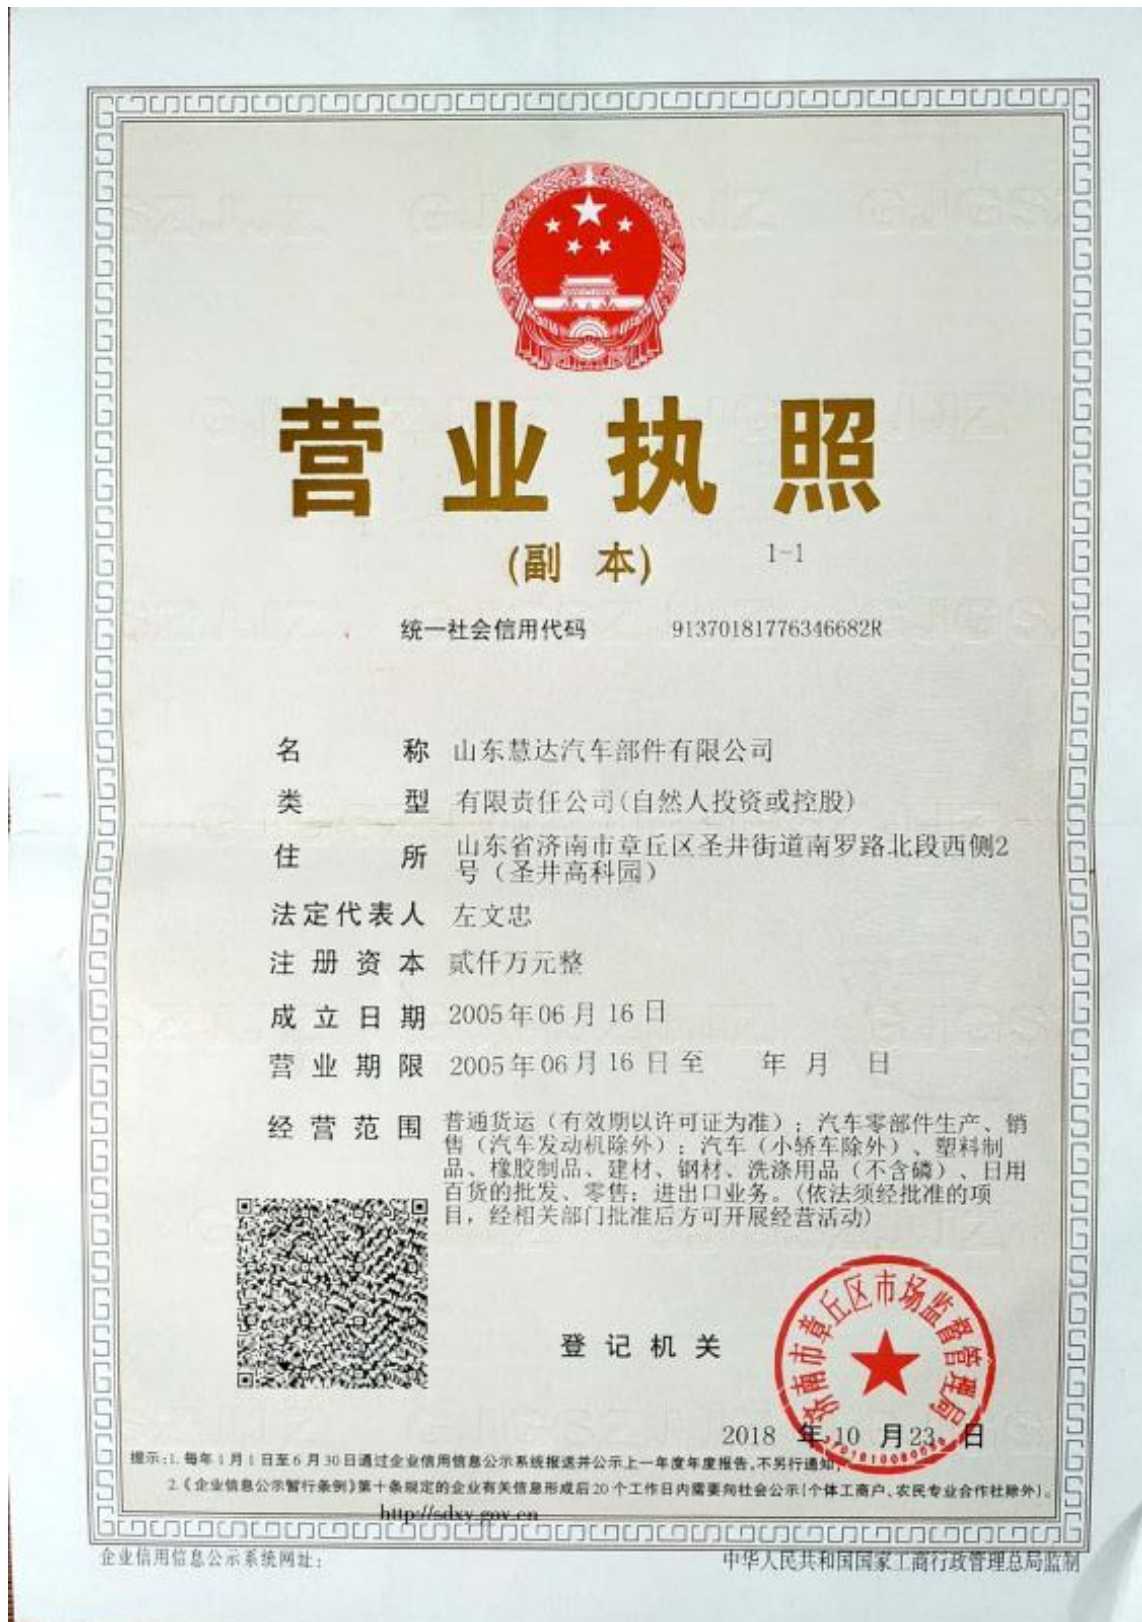 营业执照
(副 本) 1-1
统一社会信用代码 91370181776346682R
名 称 山东慧达汽车部件有限公司
类 型 有限责任公司(自然人投资或控股)
住 所 山东省济南市章丘区圣井街道南罗路北段西侧2
号（圣井高科园）
法定代表人 左文忠
注册资本 贰仟万元整
成立日期 2005年06月16日
营业期限 2005年06月16日至 年 月 日
经营范围 普通货运（有效期以许可证为准）；汽车零部件生产、销
售（汽车发动机除外）；汽车（小轿车除外）、塑料制
品、橡胶制品、建材、钢材、洗涤用品（不含磷）、日用
百货的批发、零售；进出口业务。(依法须经批准的项
目，经相关部门批准后方可开展经营活动)
济南市章丘区市场监督管理局
登记机关
2018 年 10 月 23 日
提示:1. 每年1月1日至6月30日通过企业信用信息公示系统报送并公示上一年度年度报告,不另行通知;
2.《企业信息公示暂行条例》第十条规定的企业有关信息形成后20个工作日内需要向社会公示(个体工商户、农民专业合作社除外)。
http://sdxy.gov.cn
企业信用信息公示系统网址：
中华人民共和国国家工商行政管理总局监制